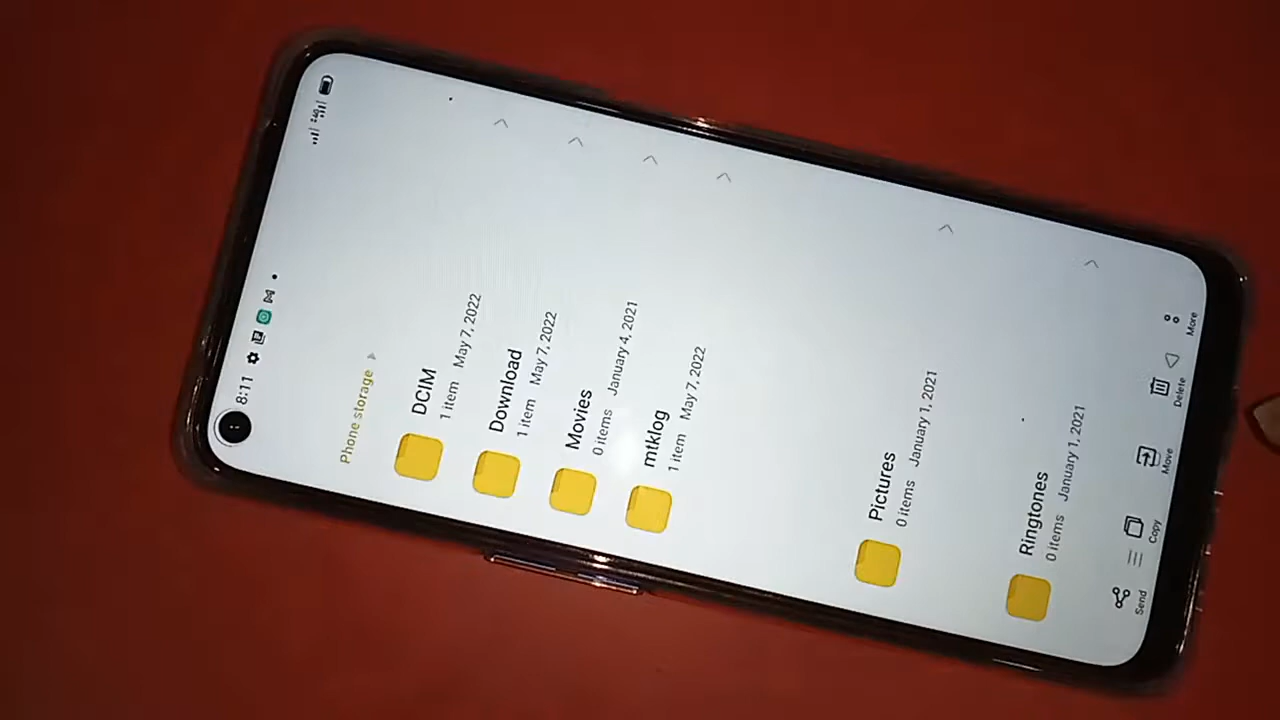 8:11
Phone storage
DCIM
1 item May 7, 2022
Download
1 item May 7, 2022
Movies
0 items January 4, 2021
mtklog
1 item May 7, 2022
Pictures
0 items January 1, 2021
Ringtones
0 items January 1, 2021
Send
Copy
Move
Delete
More